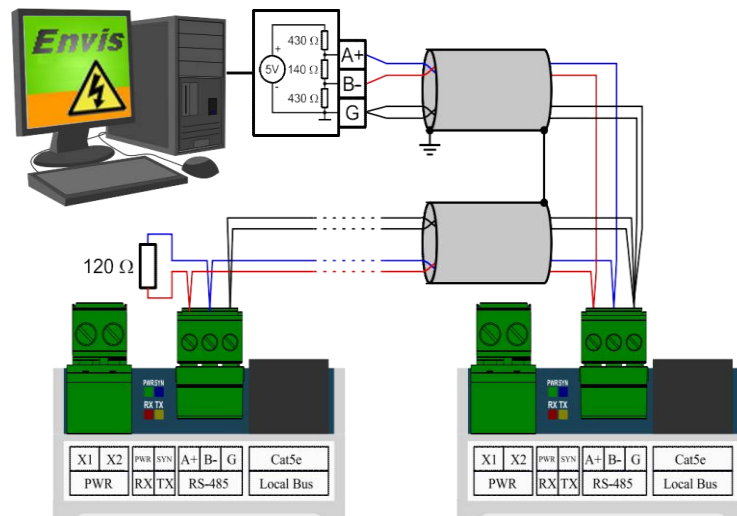 Envis
430 Ω
5V
+
-
140 Ω
430 Ω
A+
B-
G
120 Ω
PWR SYN
RX TX
PWR SYN
RX TX
X1 X2 PWR SYN A+ B- G Cat5e
PWR RX TX RS-485 Local Bus
X1 X2 PWR SYN A+ B- G Cat5e
PWR RX TX RS-485 Local Bus